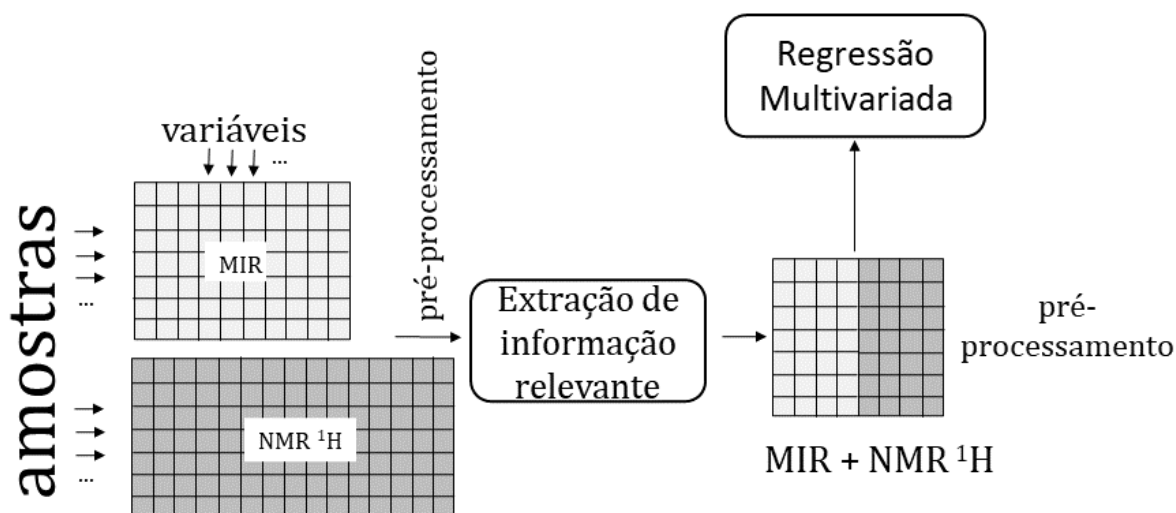 amostras
variáveis
...
MIR
...
NMR ¹H
...
pré-processamento
Extração de
informação
relevante
Regressão
Multivariada
MIR + NMR ¹H
pré-
processamento